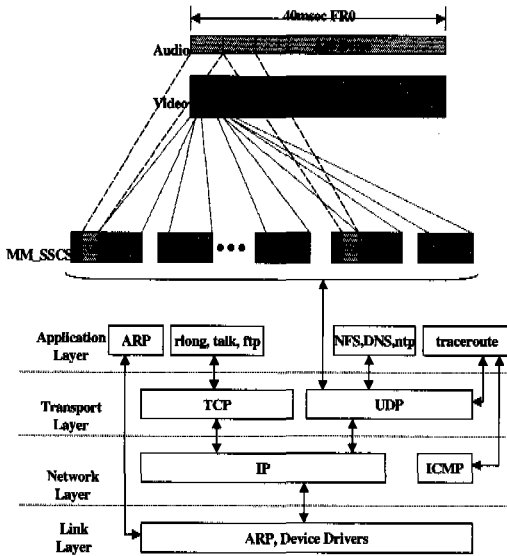 40msec FR0
Audio
Video
MM_SSCS
Application
Layer
ARP
rlong, talk, ftp
NFS,DNS,ntp
traceroute
Transport
Layer
TCP
UDP
Network
Layer
IP
ICMP
Link
Layer
ARP, Device Drivers